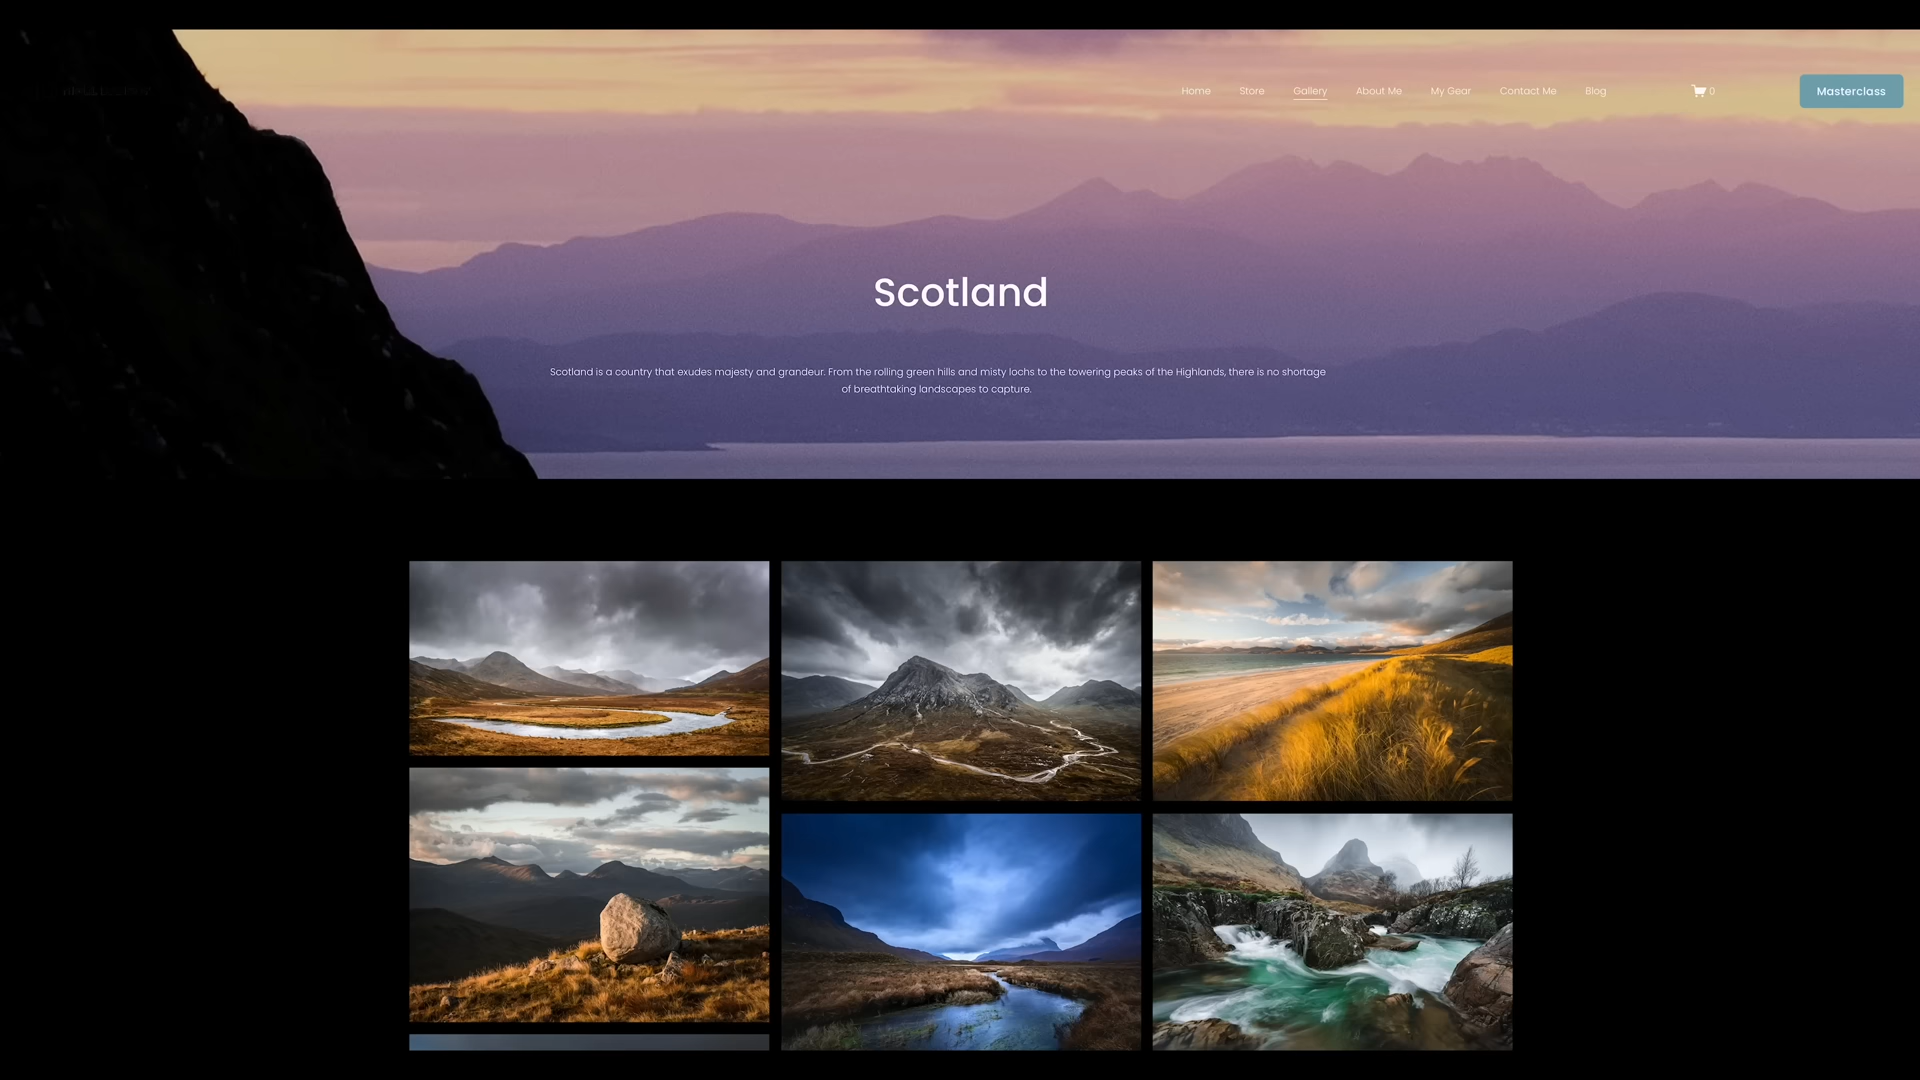 Home Store Gallery About Me My Gear Contact Me Blog 0 Masterclass
Scotland
Scotland is a country that exudes majesty and grandeur. From the rolling green hills and misty lochs to the towering peaks of the Highlands, there is no shortage
of breathtaking landscapes to capture.